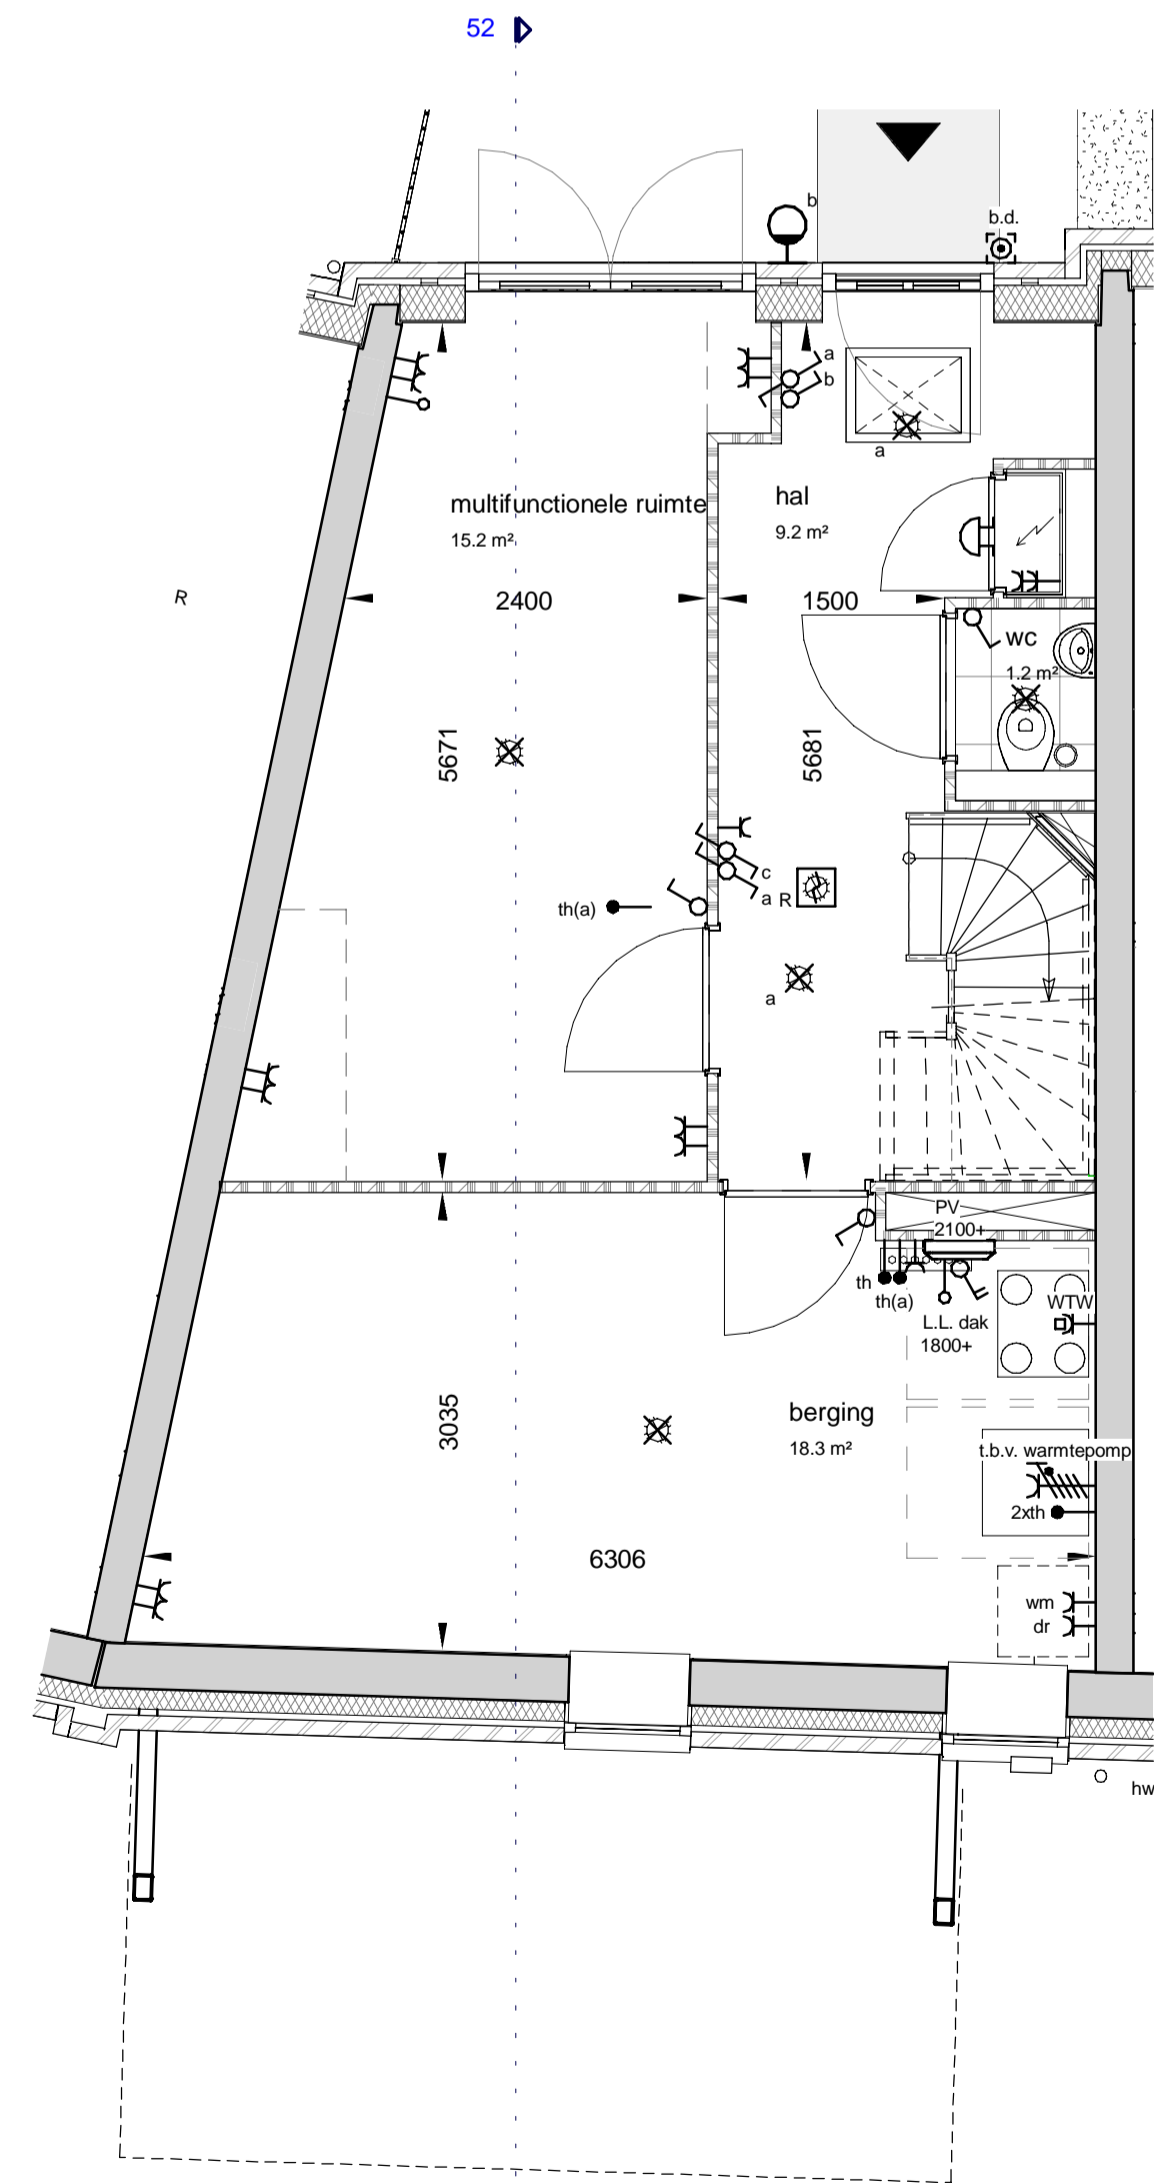 52
b
b.d.
a
b
a
multifunctionele ruimte
15.2 m²
hal
9.2 m²
R
2400
1500
wc
1.2 m²
5671
5681
c
a
R
th(a)
a
PV
2100+
th
th(a)
L.L. dak
1800+
WTW
3035
berging
18.3 m²
t.b.v. warmtepomp
2xth
6306
wm
dr
hw